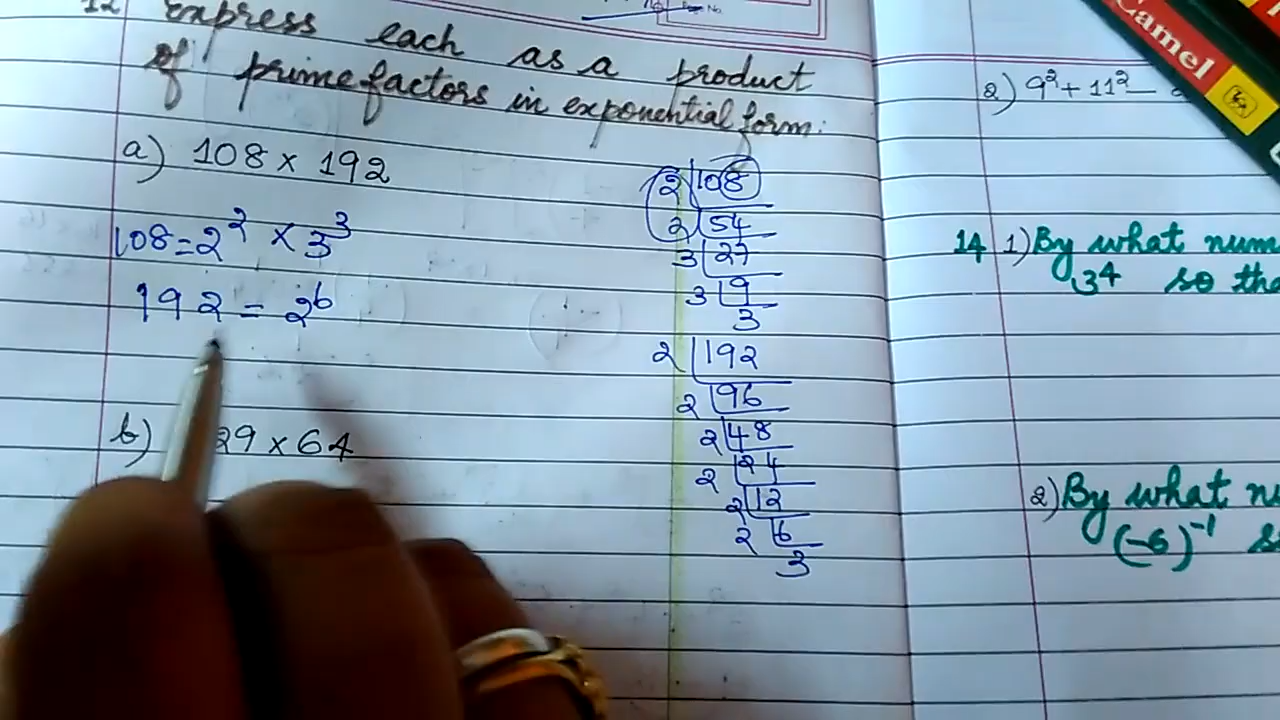 12 Express each as a product
of prime factors in exponential form:
a) 108 × 192
108 = 2² × 3³
192 = 2⁶
b) 29 × 64
2 108
2 54
3 27
3 9
3
2 192
2 96
2 48
2 24
2 12
2 6
3
Camel
2) 9² + 11² –
14 1) By what num
3⁴ so tha
2) By what n
(–6)⁻¹ s
No.